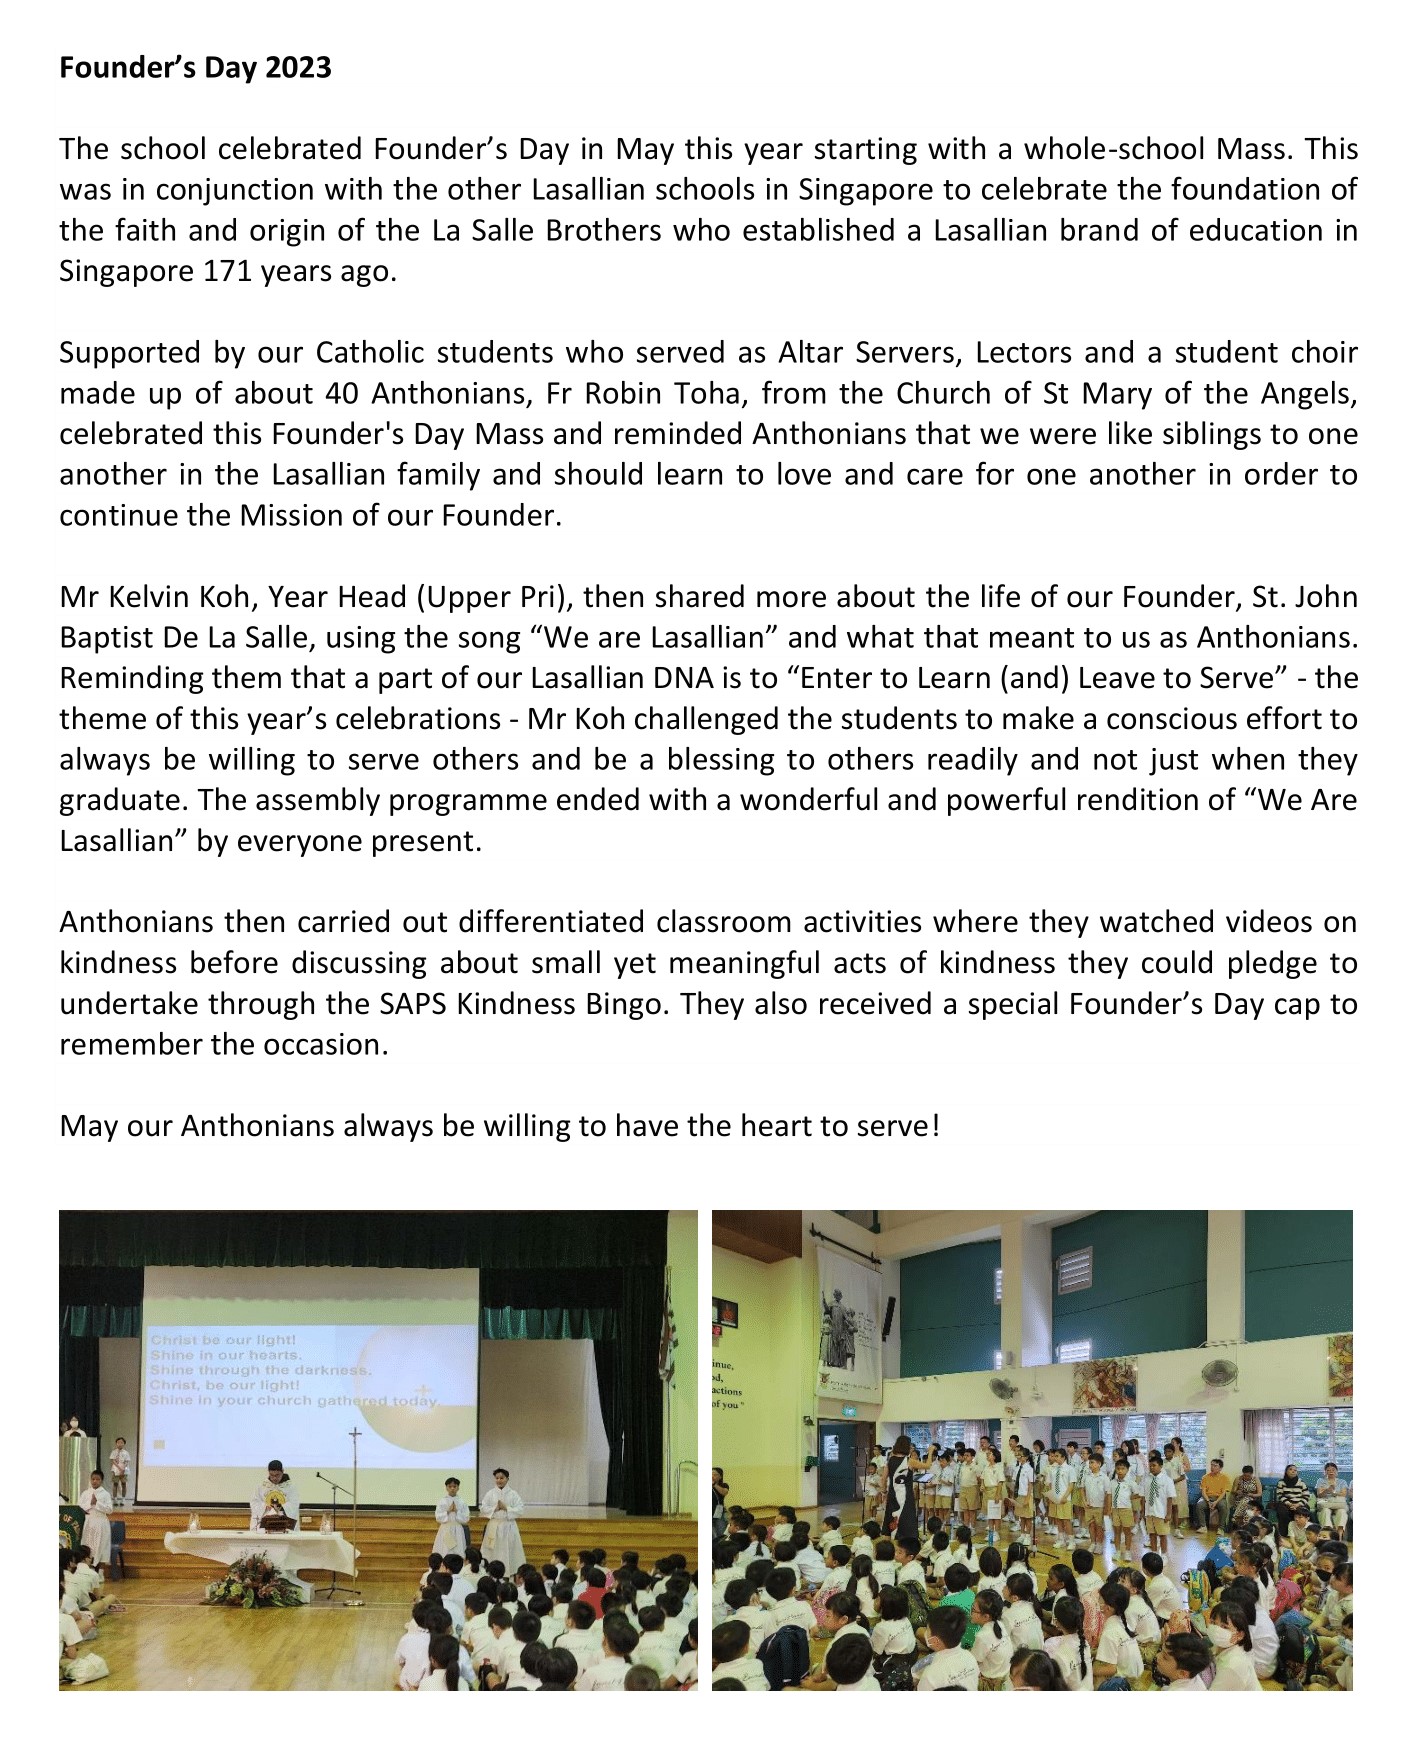 Founder’s Day 2023
The school celebrated Founder’s Day in May this year starting with a whole-school Mass. This
was in conjunction with the other Lasallian schools in Singapore to celebrate the foundation of
the faith and origin of the La Salle Brothers who established a Lasallian brand of education in
Singapore 171 years ago.
Supported by our Catholic students who served as Altar Servers, Lectors and a student choir
made up of about 40 Anthonians, Fr Robin Toha, from the Church of St Mary of the Angels,
celebrated this Founder's Day Mass and reminded Anthonians that we were like siblings to one
another in the Lasallian family and should learn to love and care for one another in order to
continue the Mission of our Founder.
Mr Kelvin Koh, Year Head (Upper Pri), then shared more about the life of our Founder, St. John
Baptist De La Salle, using the song “We are Lasallian” and what that meant to us as Anthonians.
Reminding them that a part of our Lasallian DNA is to “Enter to Learn (and) Leave to Serve” - the
theme of this year’s celebrations - Mr Koh challenged the students to make a conscious effort to
always be willing to serve others and be a blessing to others readily and not just when they
graduate. The assembly programme ended with a wonderful and powerful rendition of “We Are
Lasallian” by everyone present.
Anthonians then carried out differentiated classroom activities where they watched videos on
kindness before discussing about small yet meaningful acts of kindness they could pledge to
undertake through the SAPS Kindness Bingo. They also received a special Founder’s Day cap to
remember the occasion.
May our Anthonians always be willing to have the heart to serve!
Christ be our light!
Shine in our hearts.
Shine through the darkness.
Christ, be our light!
Shine in your church gathered today.
inue,
od,
actions
of you"